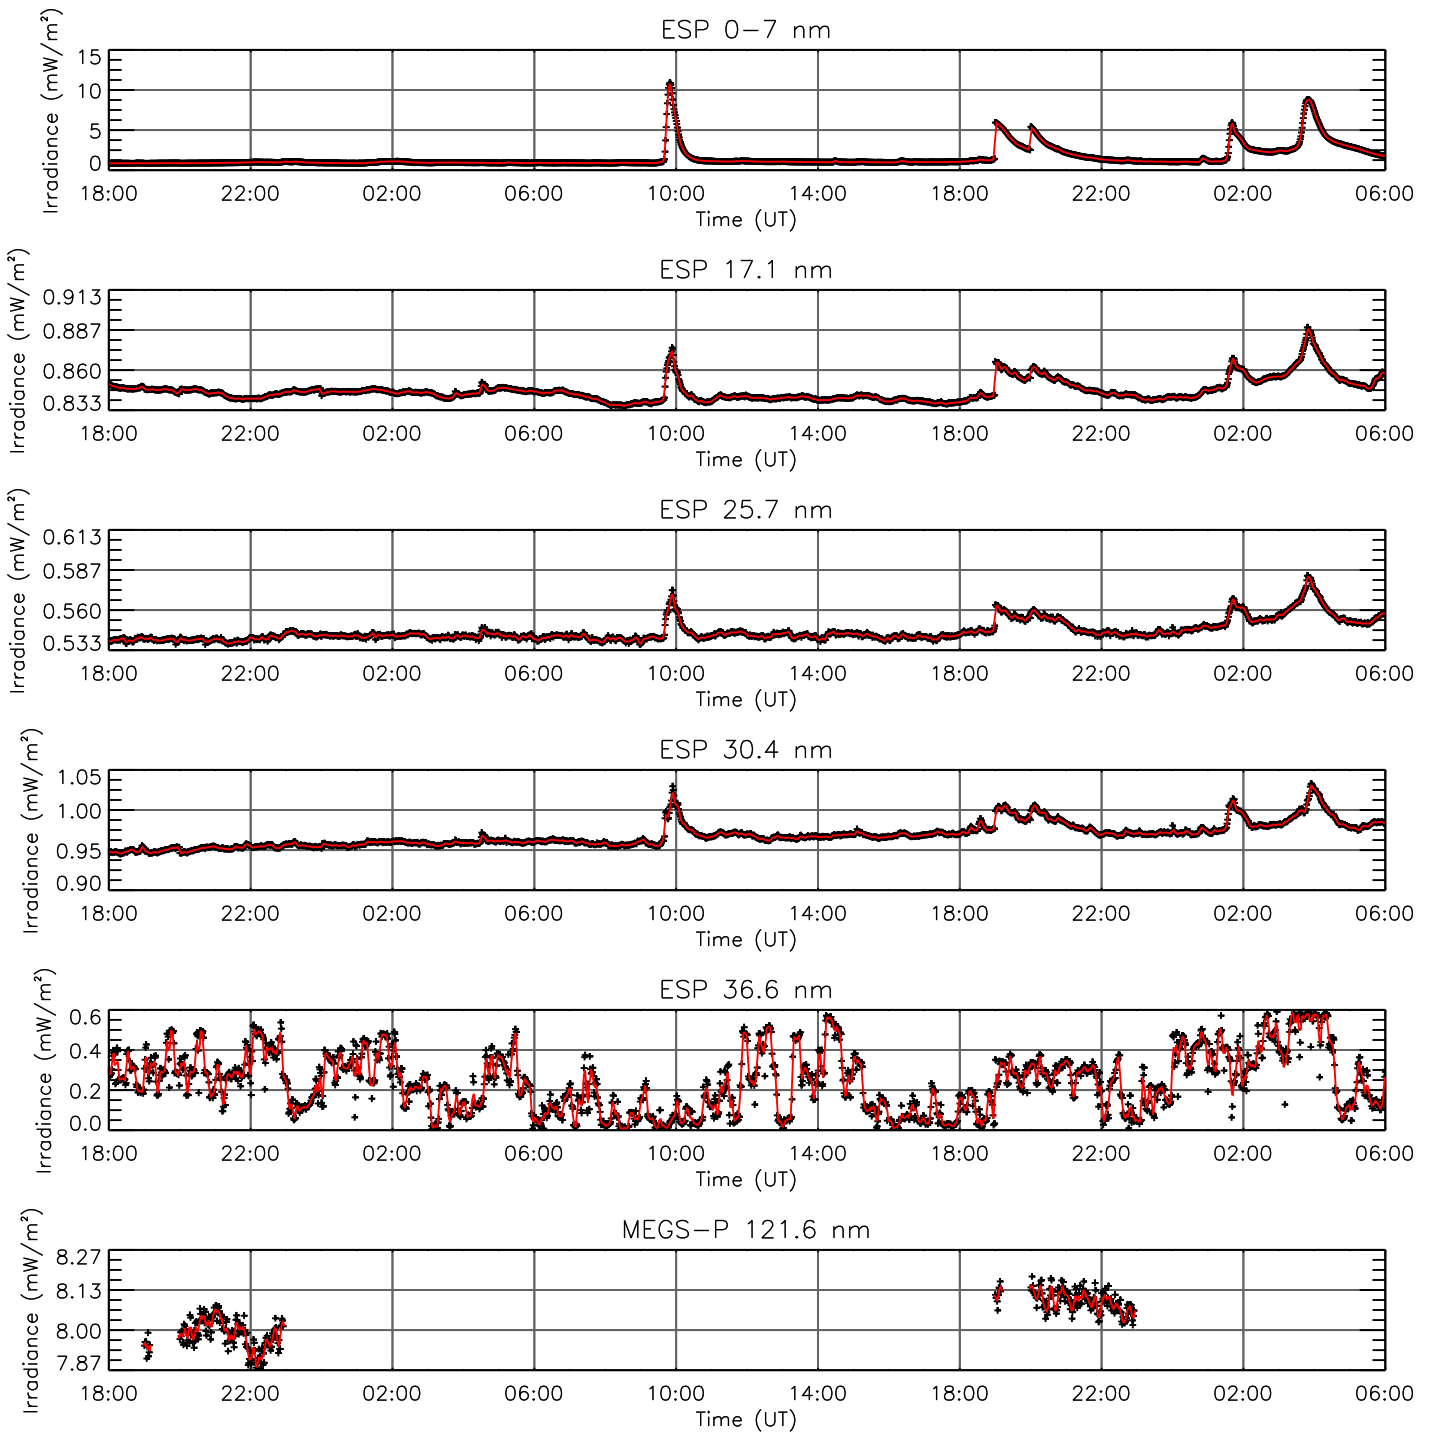 ESP 0-7 nm
Irradiance (mW/m²)
15
10
5
0
18:00 22:00 02:00 06:00 10:00 14:00 18:00 22:00 02:00 06:00
Time (UT)
ESP 17.1 nm
Irradiance (mW/m²)
0.913
0.887
0.860
0.833
18:00 22:00 02:00 06:00 10:00 14:00 18:00 22:00 02:00 06:00
Time (UT)
ESP 25.7 nm
Irradiance (mW/m²)
0.613
0.587
0.560
0.533
18:00 22:00 02:00 06:00 10:00 14:00 18:00 22:00 02:00 06:00
Time (UT)
ESP 30.4 nm
Irradiance (mW/m²)
1.05
1.00
0.95
0.90
18:00 22:00 02:00 06:00 10:00 14:00 18:00 22:00 02:00 06:00
Time (UT)
ESP 36.6 nm
Irradiance (mW/m²)
0.6
0.4
0.2
0.0
18:00 22:00 02:00 06:00 10:00 14:00 18:00 22:00 02:00 06:00
Time (UT)
MEGS-P 121.6 nm
Irradiance (mW/m²)
8.27
8.13
8.00
7.87
18:00 22:00 02:00 06:00 10:00 14:00 18:00 22:00 02:00 06:00
Time (UT)